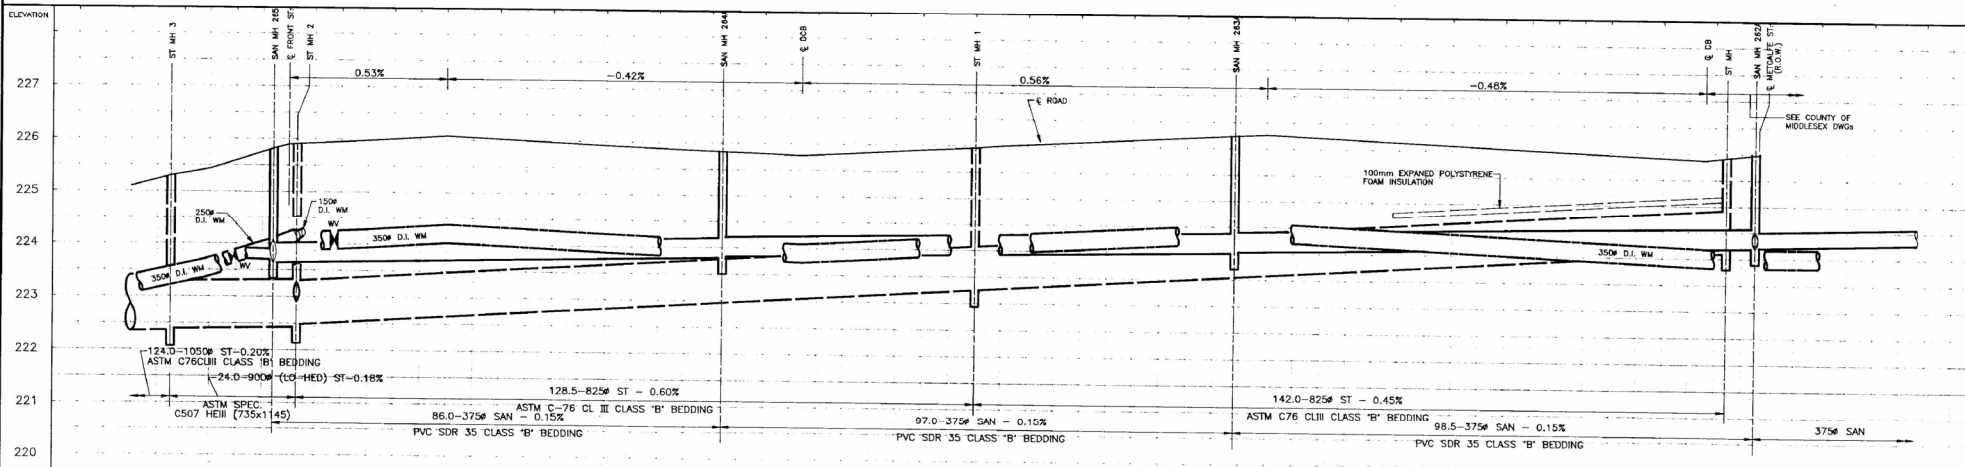 ELEVATION
227
226
225
224
223
222
221
220
ST MH 3
SAN MH 265
℄ FRONT ST.
ST MH 2
SAN MH 264A
℄ DCB
ST MH 1
SAN MH 263A
℄ CB
ST MH
SAN MH 262A
℄ METCALFE ST.
(R.O.W.)
0.53%
-0.42%
0.56%
-0.48%
℄ ROAD
SEE COUNTY OF
MIDDLESEX DWGs
100mm EXPANED POLYSTYRENE
FOAM INSULATION
250ø
D.I. WM
150ø
D.I. WM
WV
350ø D.I. WM
350ø D.I. WM
WV
350ø D.I. WM
124.0-1050ø ST-0.20%
ASTM C76CLIII CLASS 'B' BEDDING
24.0-900ø (LO HED) ST-0.18%
ASTM SPEC.
C507 HEIII (735x1145)
128.5-825ø ST - 0.60%
ASTM C-76 CL III CLASS 'B' BEDDING
86.0-375ø SAN - 0.15%
PVC SDR 35 CLASS 'B' BEDDING
97.0-375ø SAN - 0.15%
PVC SDR 35 CLASS 'B' BEDDING
142.0-825ø ST - 0.45%
ASTM C76 CLIII CLASS 'B' BEDDING
98.5-375ø SAN - 0.15%
PVC SDR 35 CLASS 'B' BEDDING
375ø SAN